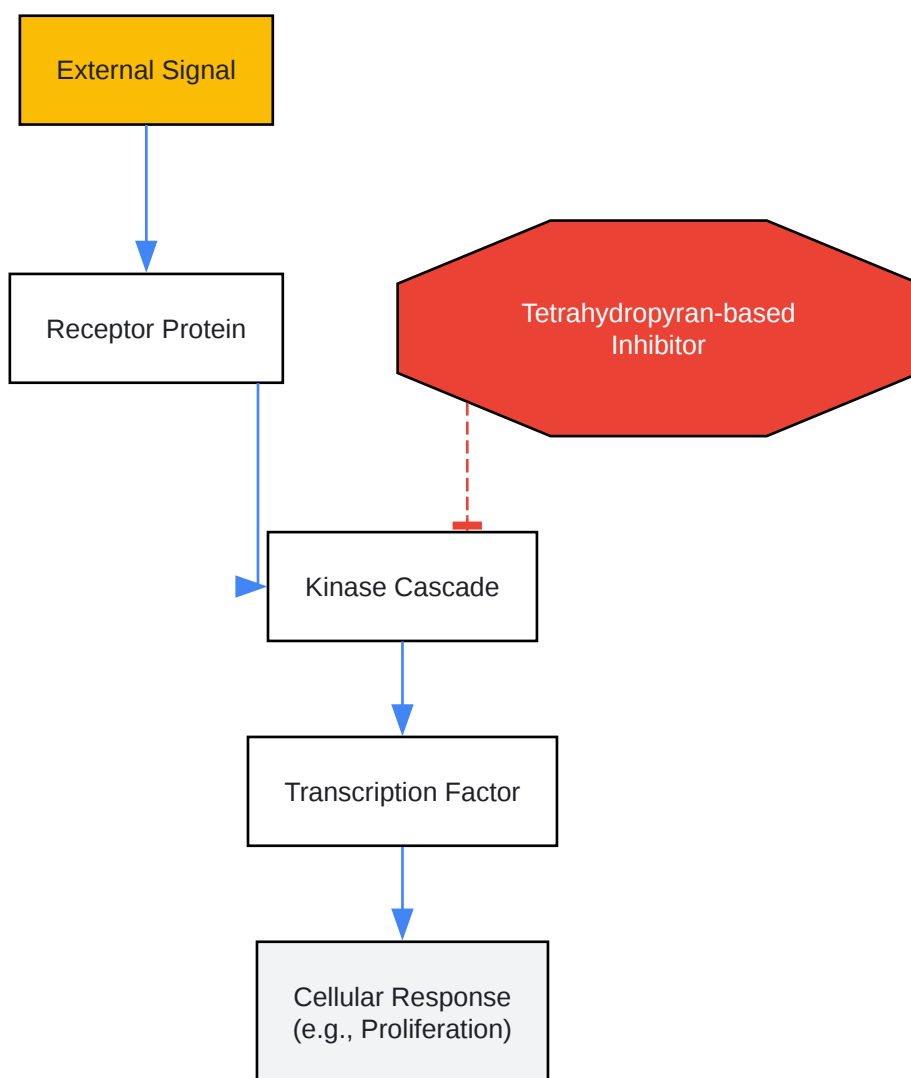 External Signal
Receptor Protein
Tetrahydropyran-based
Inhibitor
Kinase Cascade
Transcription Factor
Cellular Response
(e.g., Proliferation)